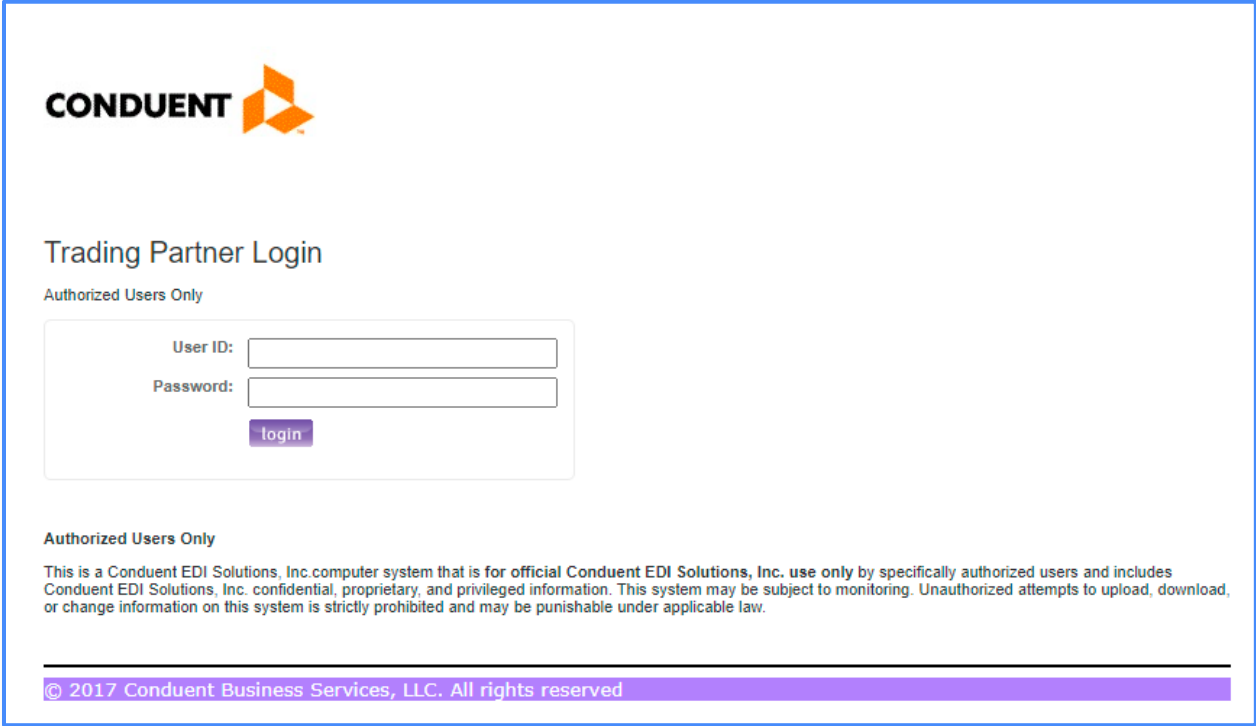 CONDUENT
Trading Partner Login
Authorized Users Only
User ID:
Password:
login
Authorized Users Only
This is a Conduent EDI Solutions, Inc.computer system that is for official Conduent EDI Solutions, Inc. use only by specifically authorized users and includes
Conduent EDI Solutions, Inc. confidential, proprietary, and privileged information. This system may be subject to monitoring. Unauthorized attempts to upload, download,
or change information on this system is strictly prohibited and may be punishable under applicable law.
© 2017 Conduent Business Services, LLC. All rights reserved